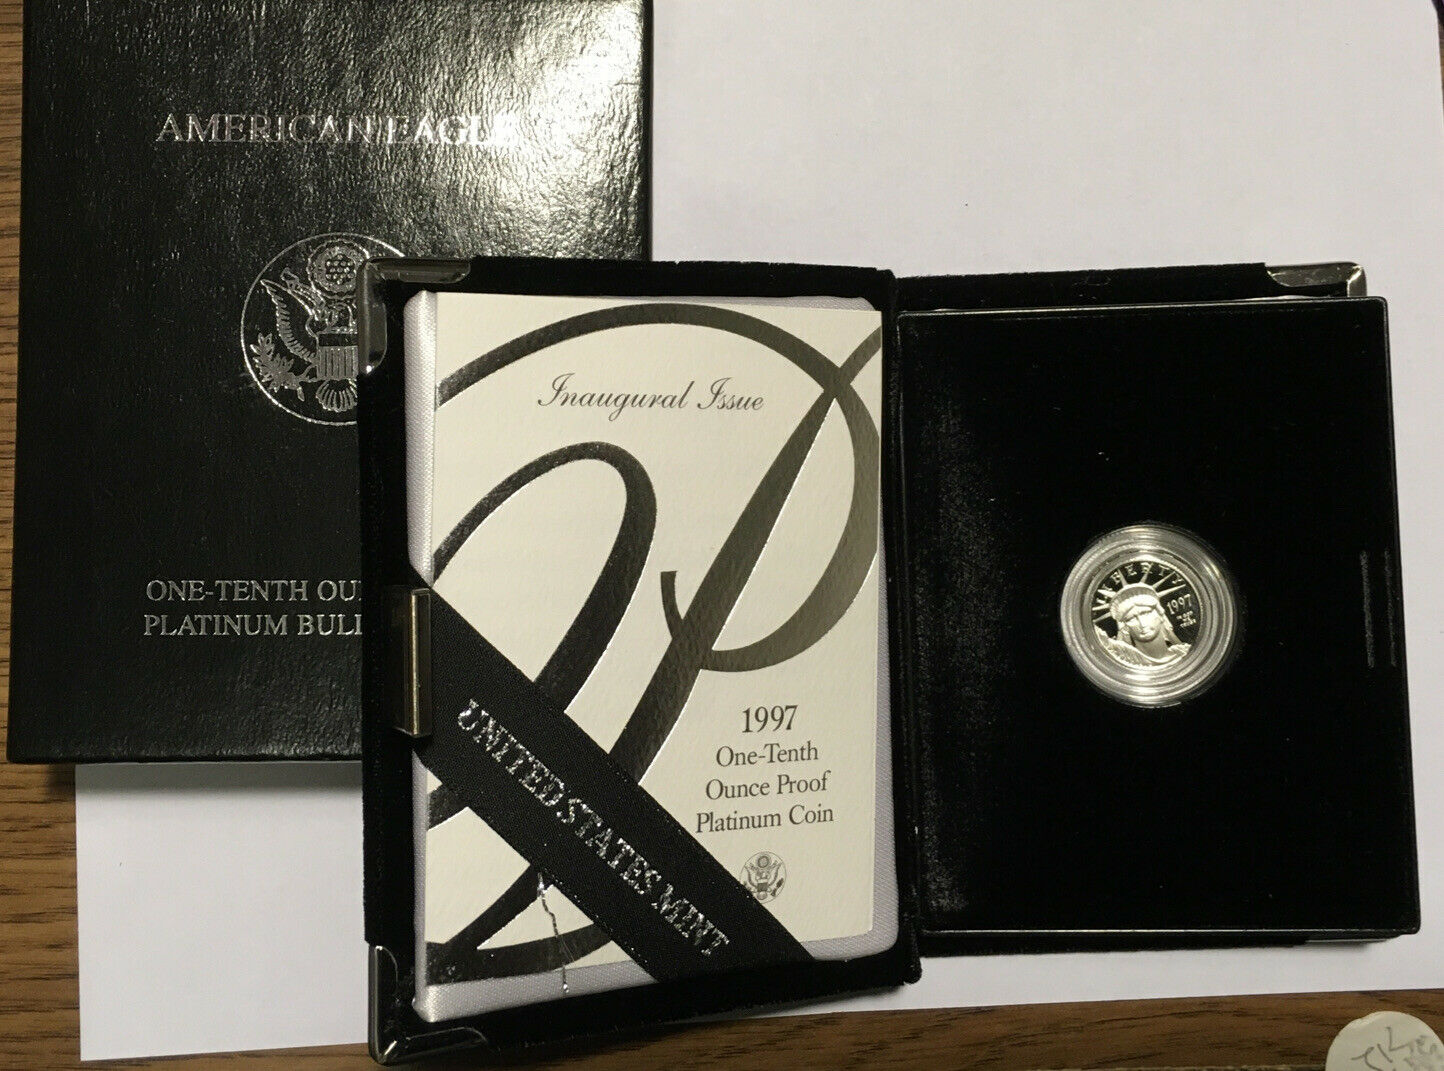 AMERICAN EAGLE
ONE-TENTH OU
PLATINUM BULL
Inaugural Issue
1997
One-Tenth
Ounce Proof
Platinum Coin
UNITED STATES MINT
LIBERTY
1997